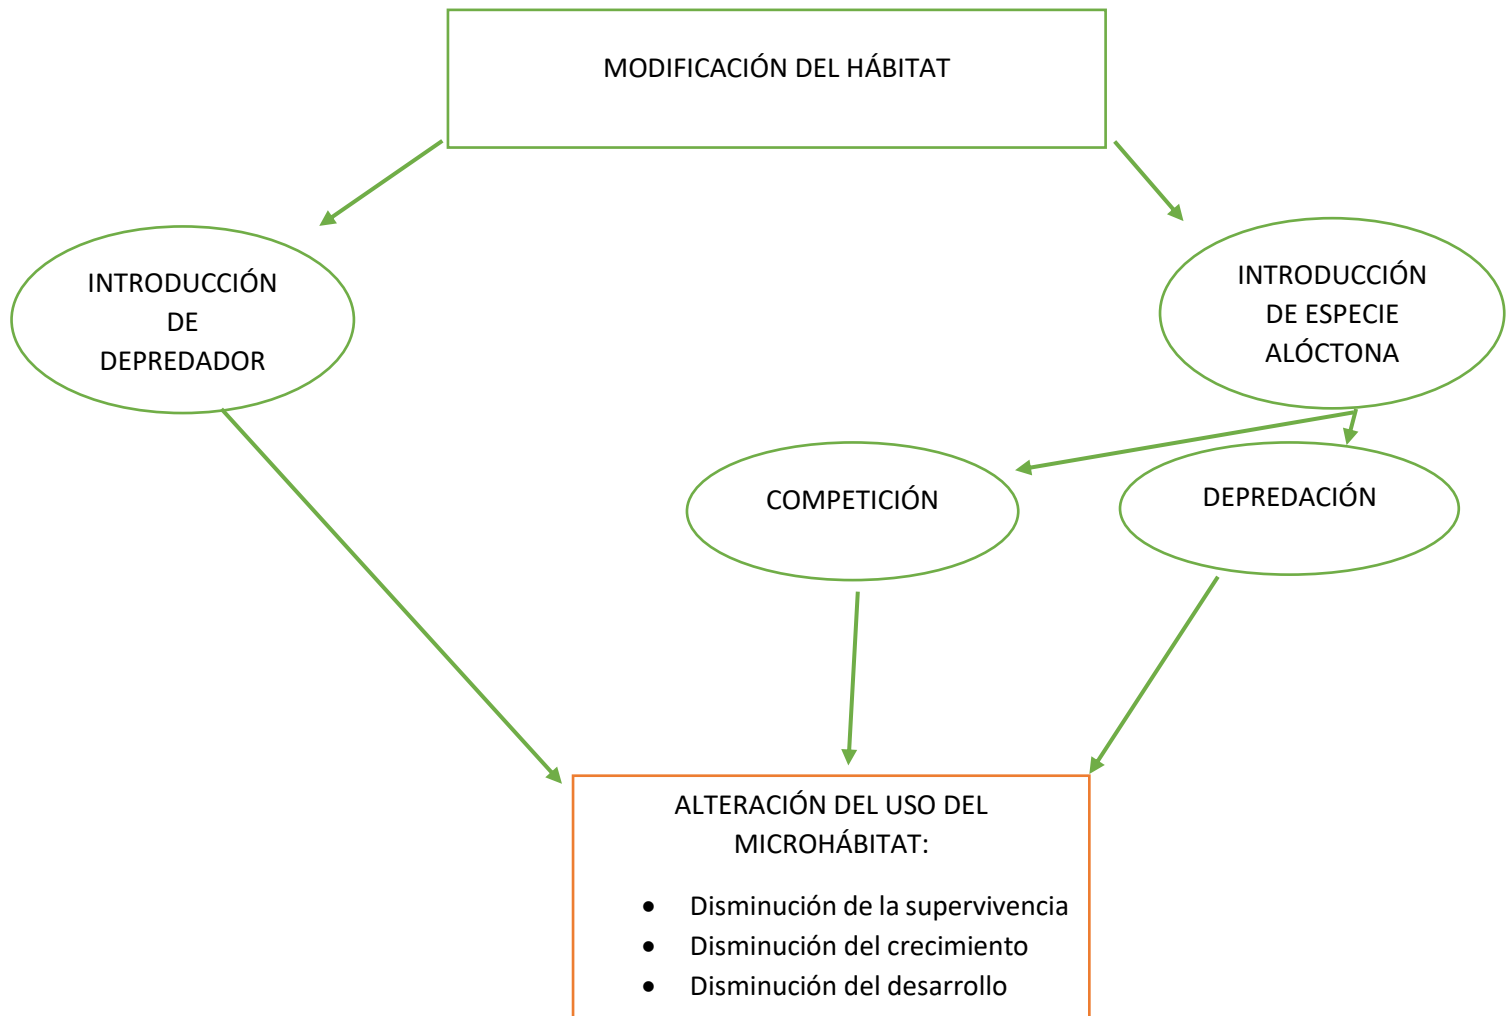 MODIFICACIÓN DEL HÁBITAT
INTRODUCCIÓN
DE
DEPREDADOR
INTRODUCCIÓN
DE ESPECIE
ALÓCTONA
COMPETICIÓN
DEPREDACIÓN
ALTERACIÓN DEL USO DEL
MICROHÁBITAT:
• Disminución de la supervivencia
• Disminución del crecimiento
• Disminución del desarrollo